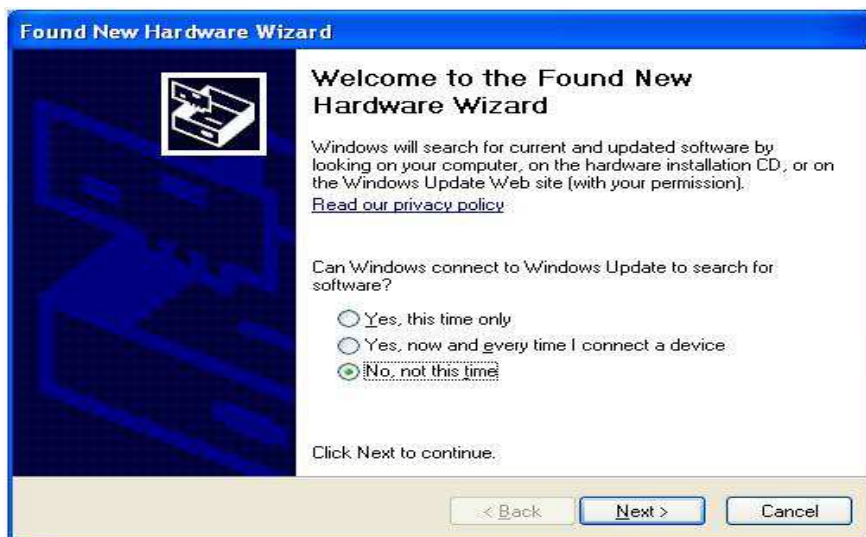 Found New Hardware Wizard
Welcome to the Found New
Hardware Wizard
Windows will search for current and updated software by
looking on your computer, on the hardware installation CD, or on
the Windows Update Web site (with your permission).
Read our privacy policy
Can Windows connect to Windows Update to search for
software?
Yes, this time only
Yes, now and every time I connect a device
No, not this time
Click Next to continue.
< Back Next > Cancel